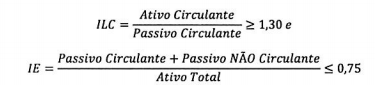 ILC = Ativo Circulante / Passivo Circulante ≥ 1,30 e
IE = Passivo Circulante + Passivo NÃO Circulante / Ativo Total ≤ 0,75